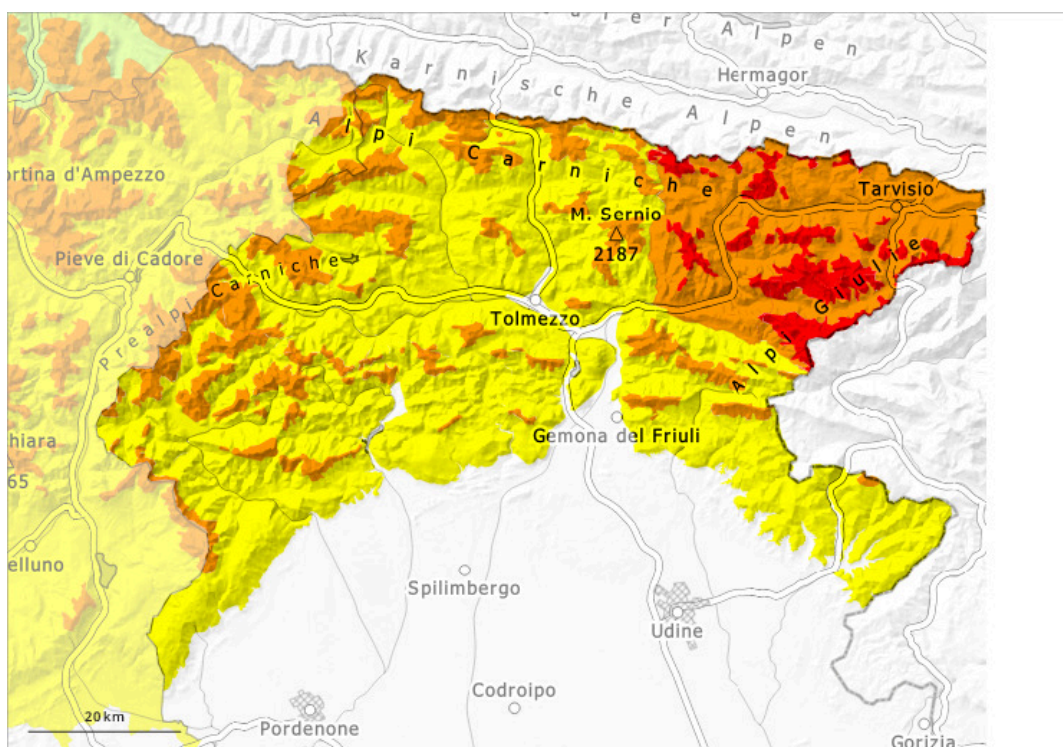 Alpen
Karnische Alpen
Hermagor
Alpi Carniche
ortina d'Ampezzo
Tarvisio
M. Sernio
2187
Pieve di Cadore
Prealpi Carniche
Alpi Giulie
Tolmezzo
Gemona del Friuli
hiara
65
elluno
Spilimbergo
Udine
Codroipo
20 km
Pordenone
Gorizia